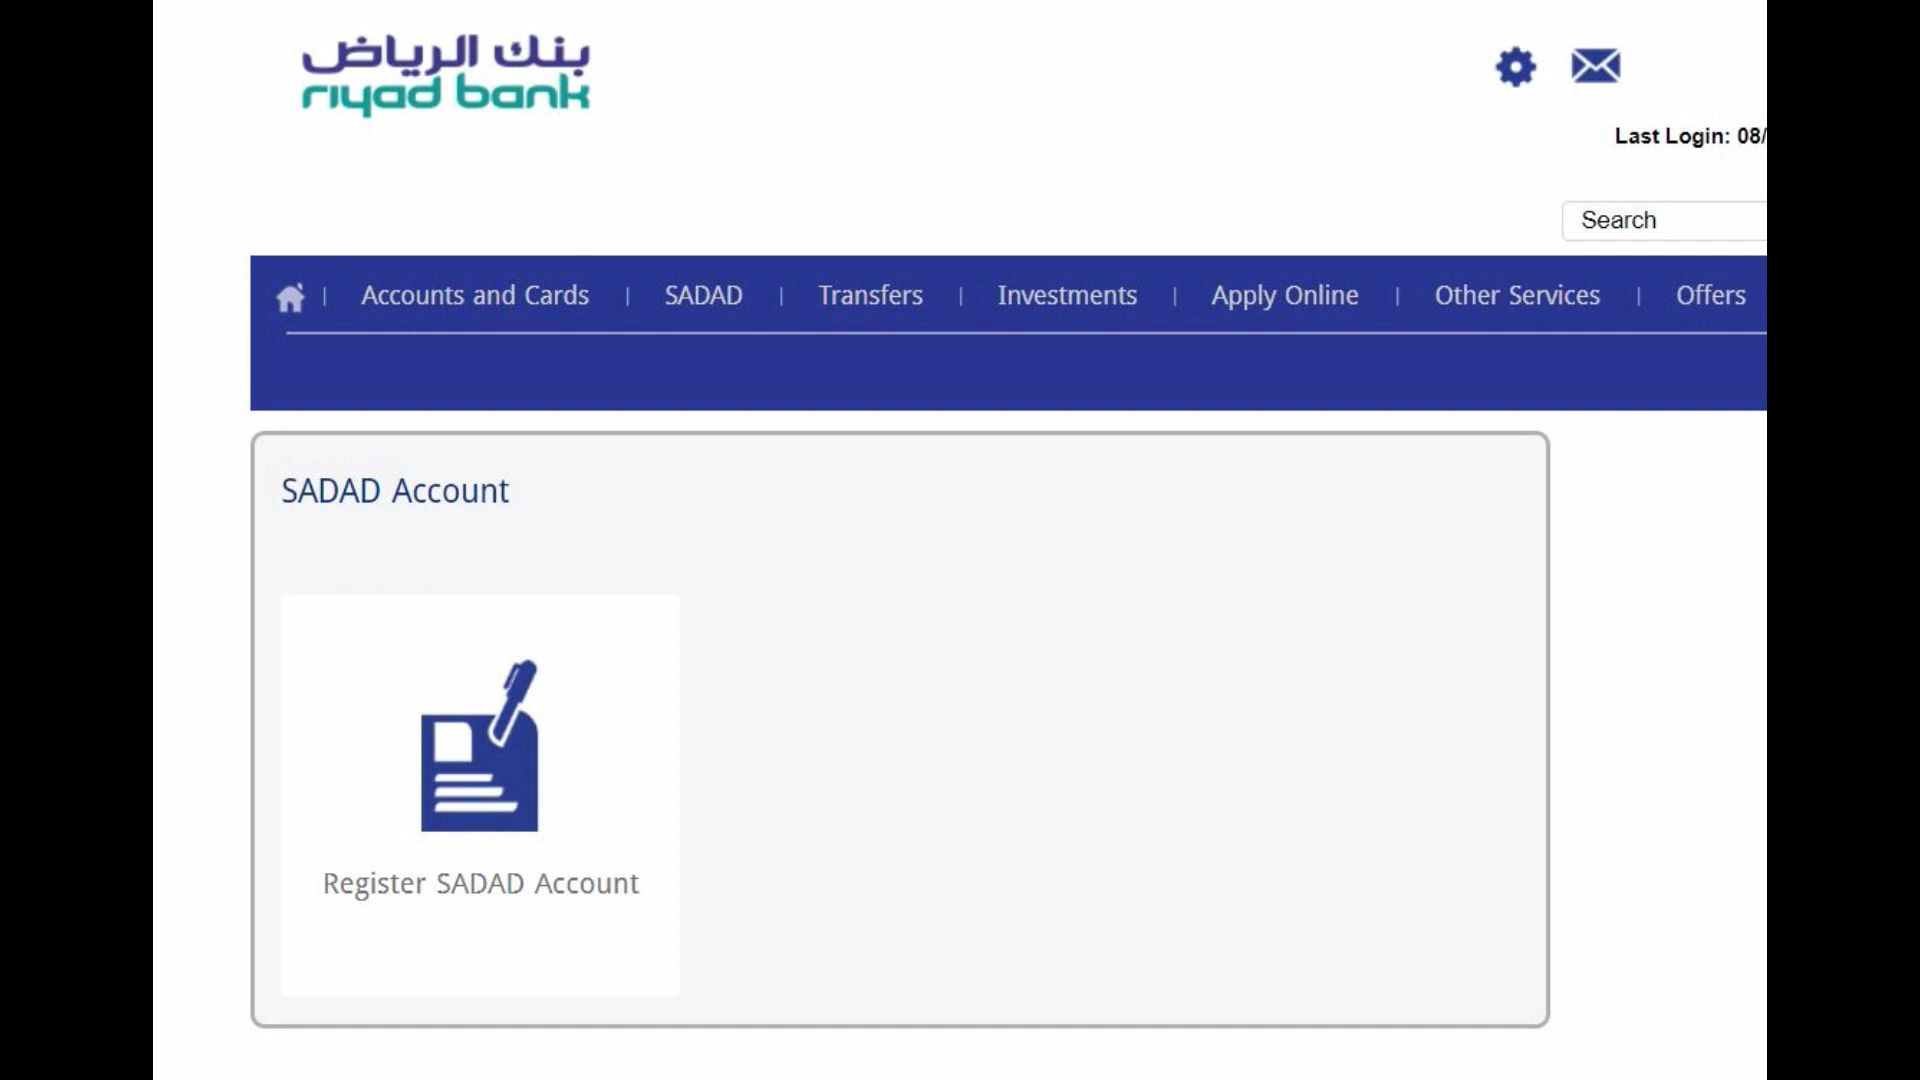 بنك الرياض
riyad bank
Last Login: 08/
Search
Accounts and Cards | SADAD | Transfers | Investments | Apply Online | Other Services | Offers
SADAD Account
Register SADAD Account